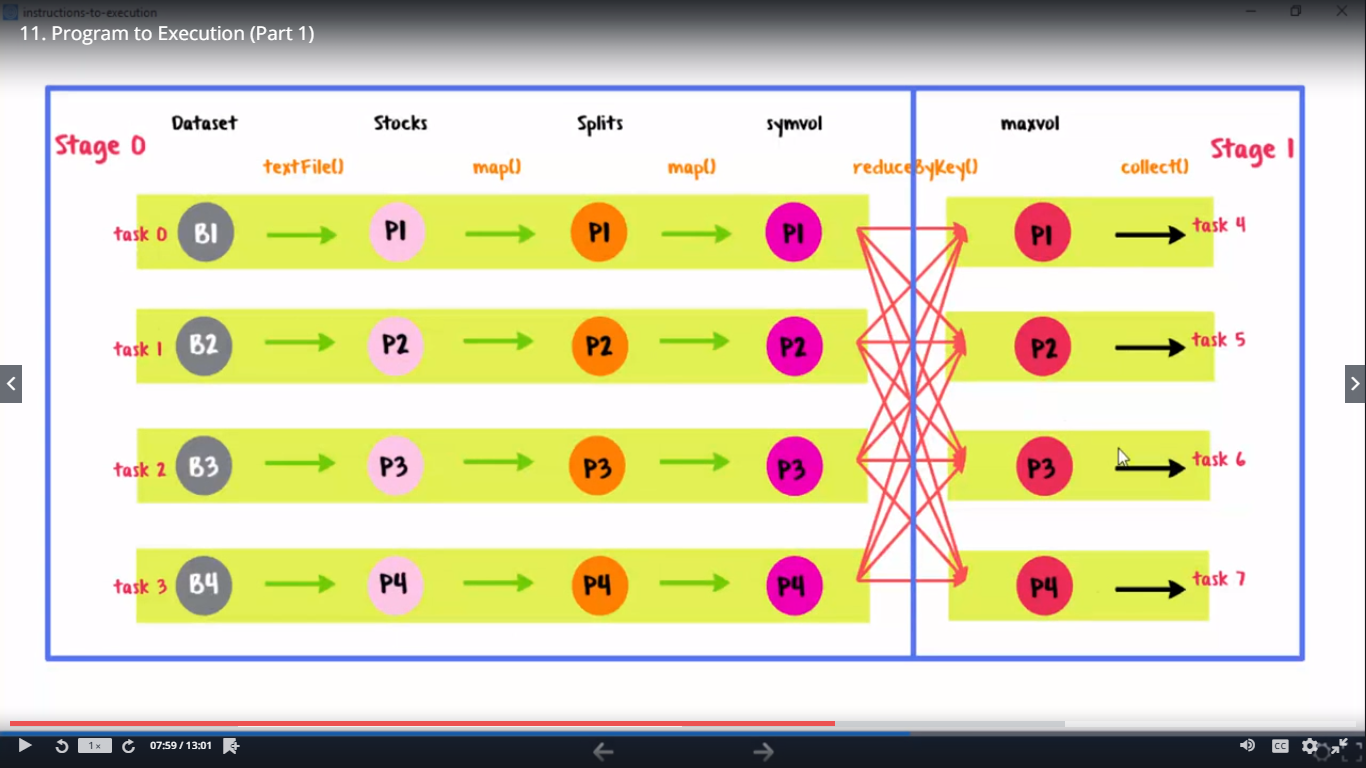 instructions-to-execution
11. Program to Execution (Part 1)
Dataset Stocks Splits symvol maxvol
Stage 0 Stage 1
textFile() map() map() reduceByKey() collect()
task 0 B1 P1 P1 P1 P1 task 4
task 1 B2 P2 P2 P2 P2 task 5
task 2 B3 P3 P3 P3 P3 task 6
task 3 B4 P4 P4 P4 P4 task 7
1x 07:59 / 13:01 CC